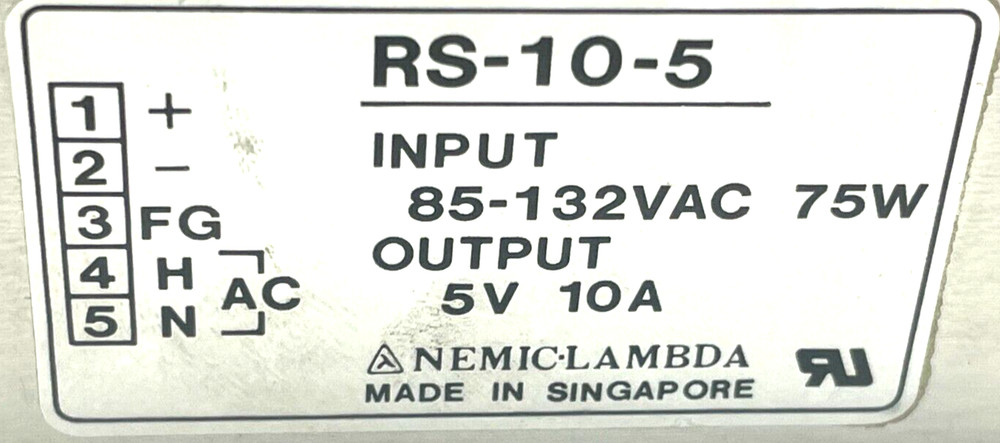 RS-10-5
1 +
2 -
3 FG
4 H
5 N
AC
INPUT
85-132VAC 75W
OUTPUT
5V 10A
NEMIC·LAMBDA
MADE IN SINGAPORE
RU